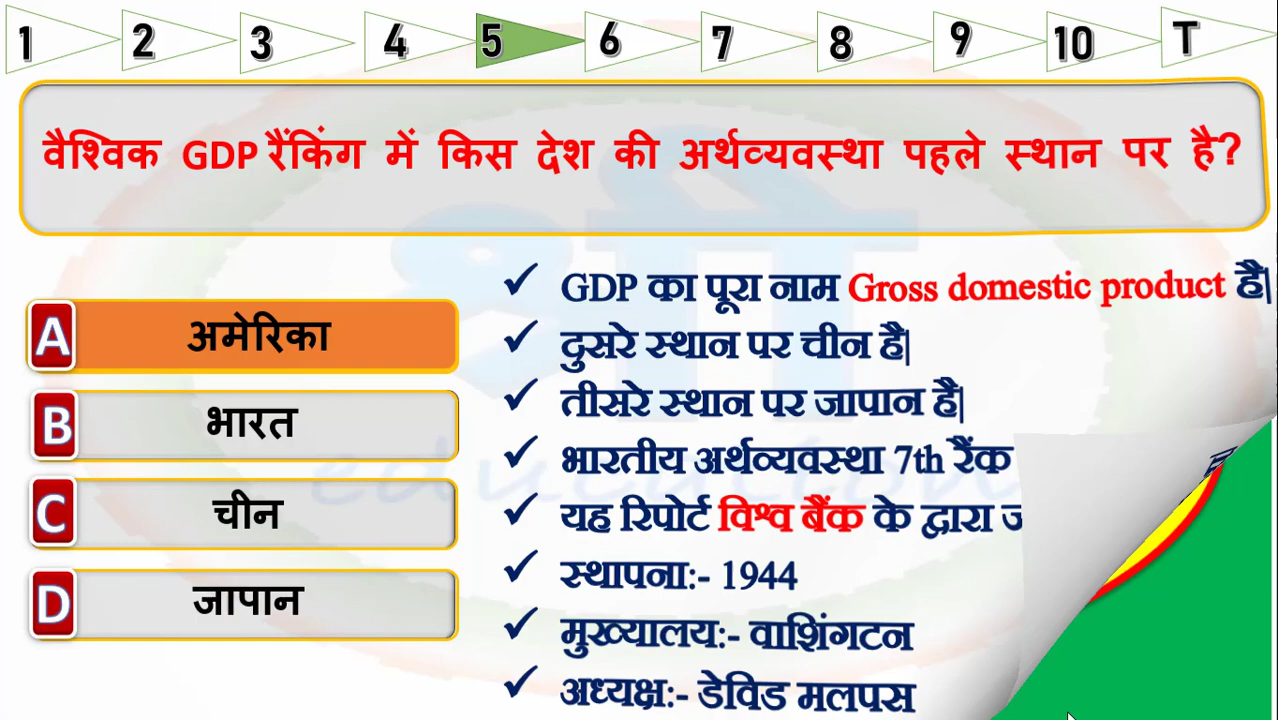 1 2 3 4 5 6 7 8 9 10 T
वैश्विक GDP रैंकिंग में किस देश की अर्थव्यवस्था पहले स्थान पर है?
A अमेरिका
B भारत
C चीन
D जापान
✓ GDP का पूरा नाम Gross domestic product है|
✓ दुसरे स्थान पर चीन है|
✓ तीसरे स्थान पर जापान है|
✓ भारतीय अर्थव्यवस्था 7th रैंक
✓ यह रिपोर्ट विश्व बैंक के द्वारा
✓ स्थापना:- 1944
✓ मुख्यालय:- वाशिंगटन
✓ अध्यक्ष:- डेविड मलपस
श्री
education